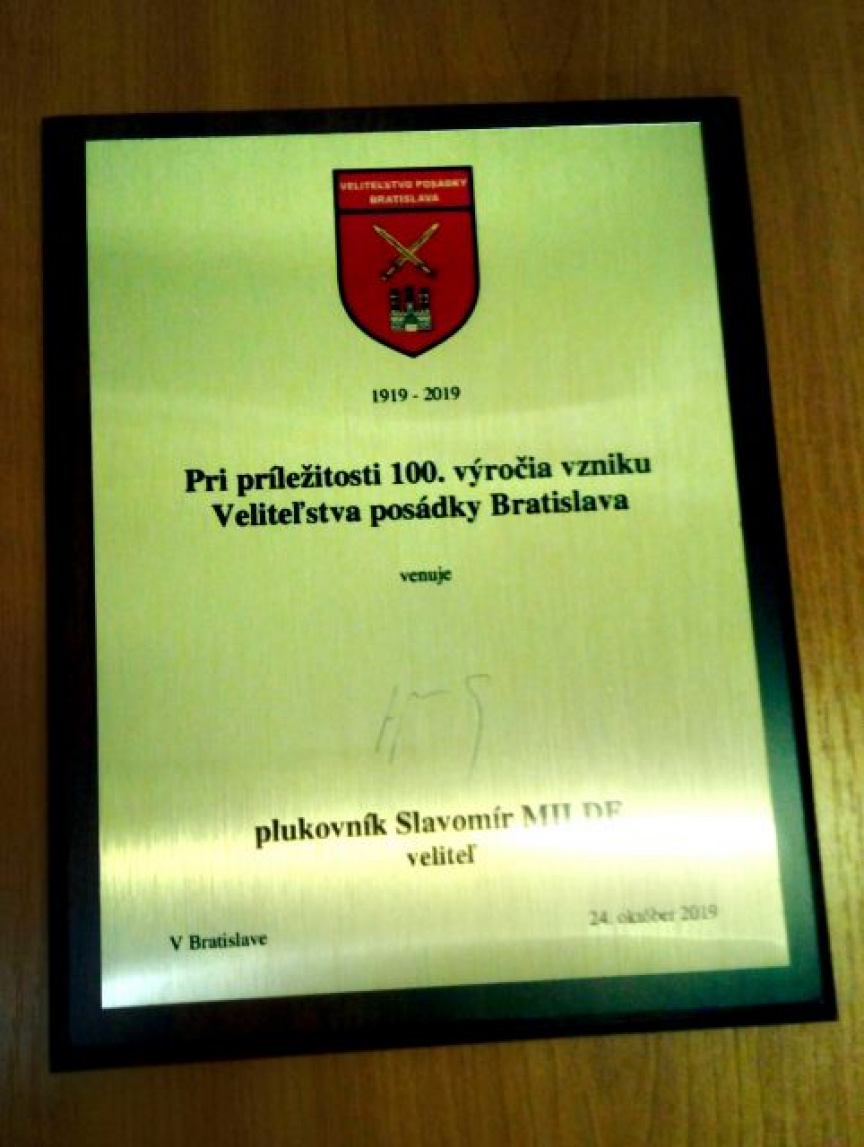 VELITEĽSTVO POSÁDKY
BRATISLAVA
1919 - 2019
Pri príležitosti 100. výročia vzniku
Veliteľstva posádky Bratislava
venuje
plukovník Slavomír MILDE
veliteľ
24. október 2019
V Bratislave